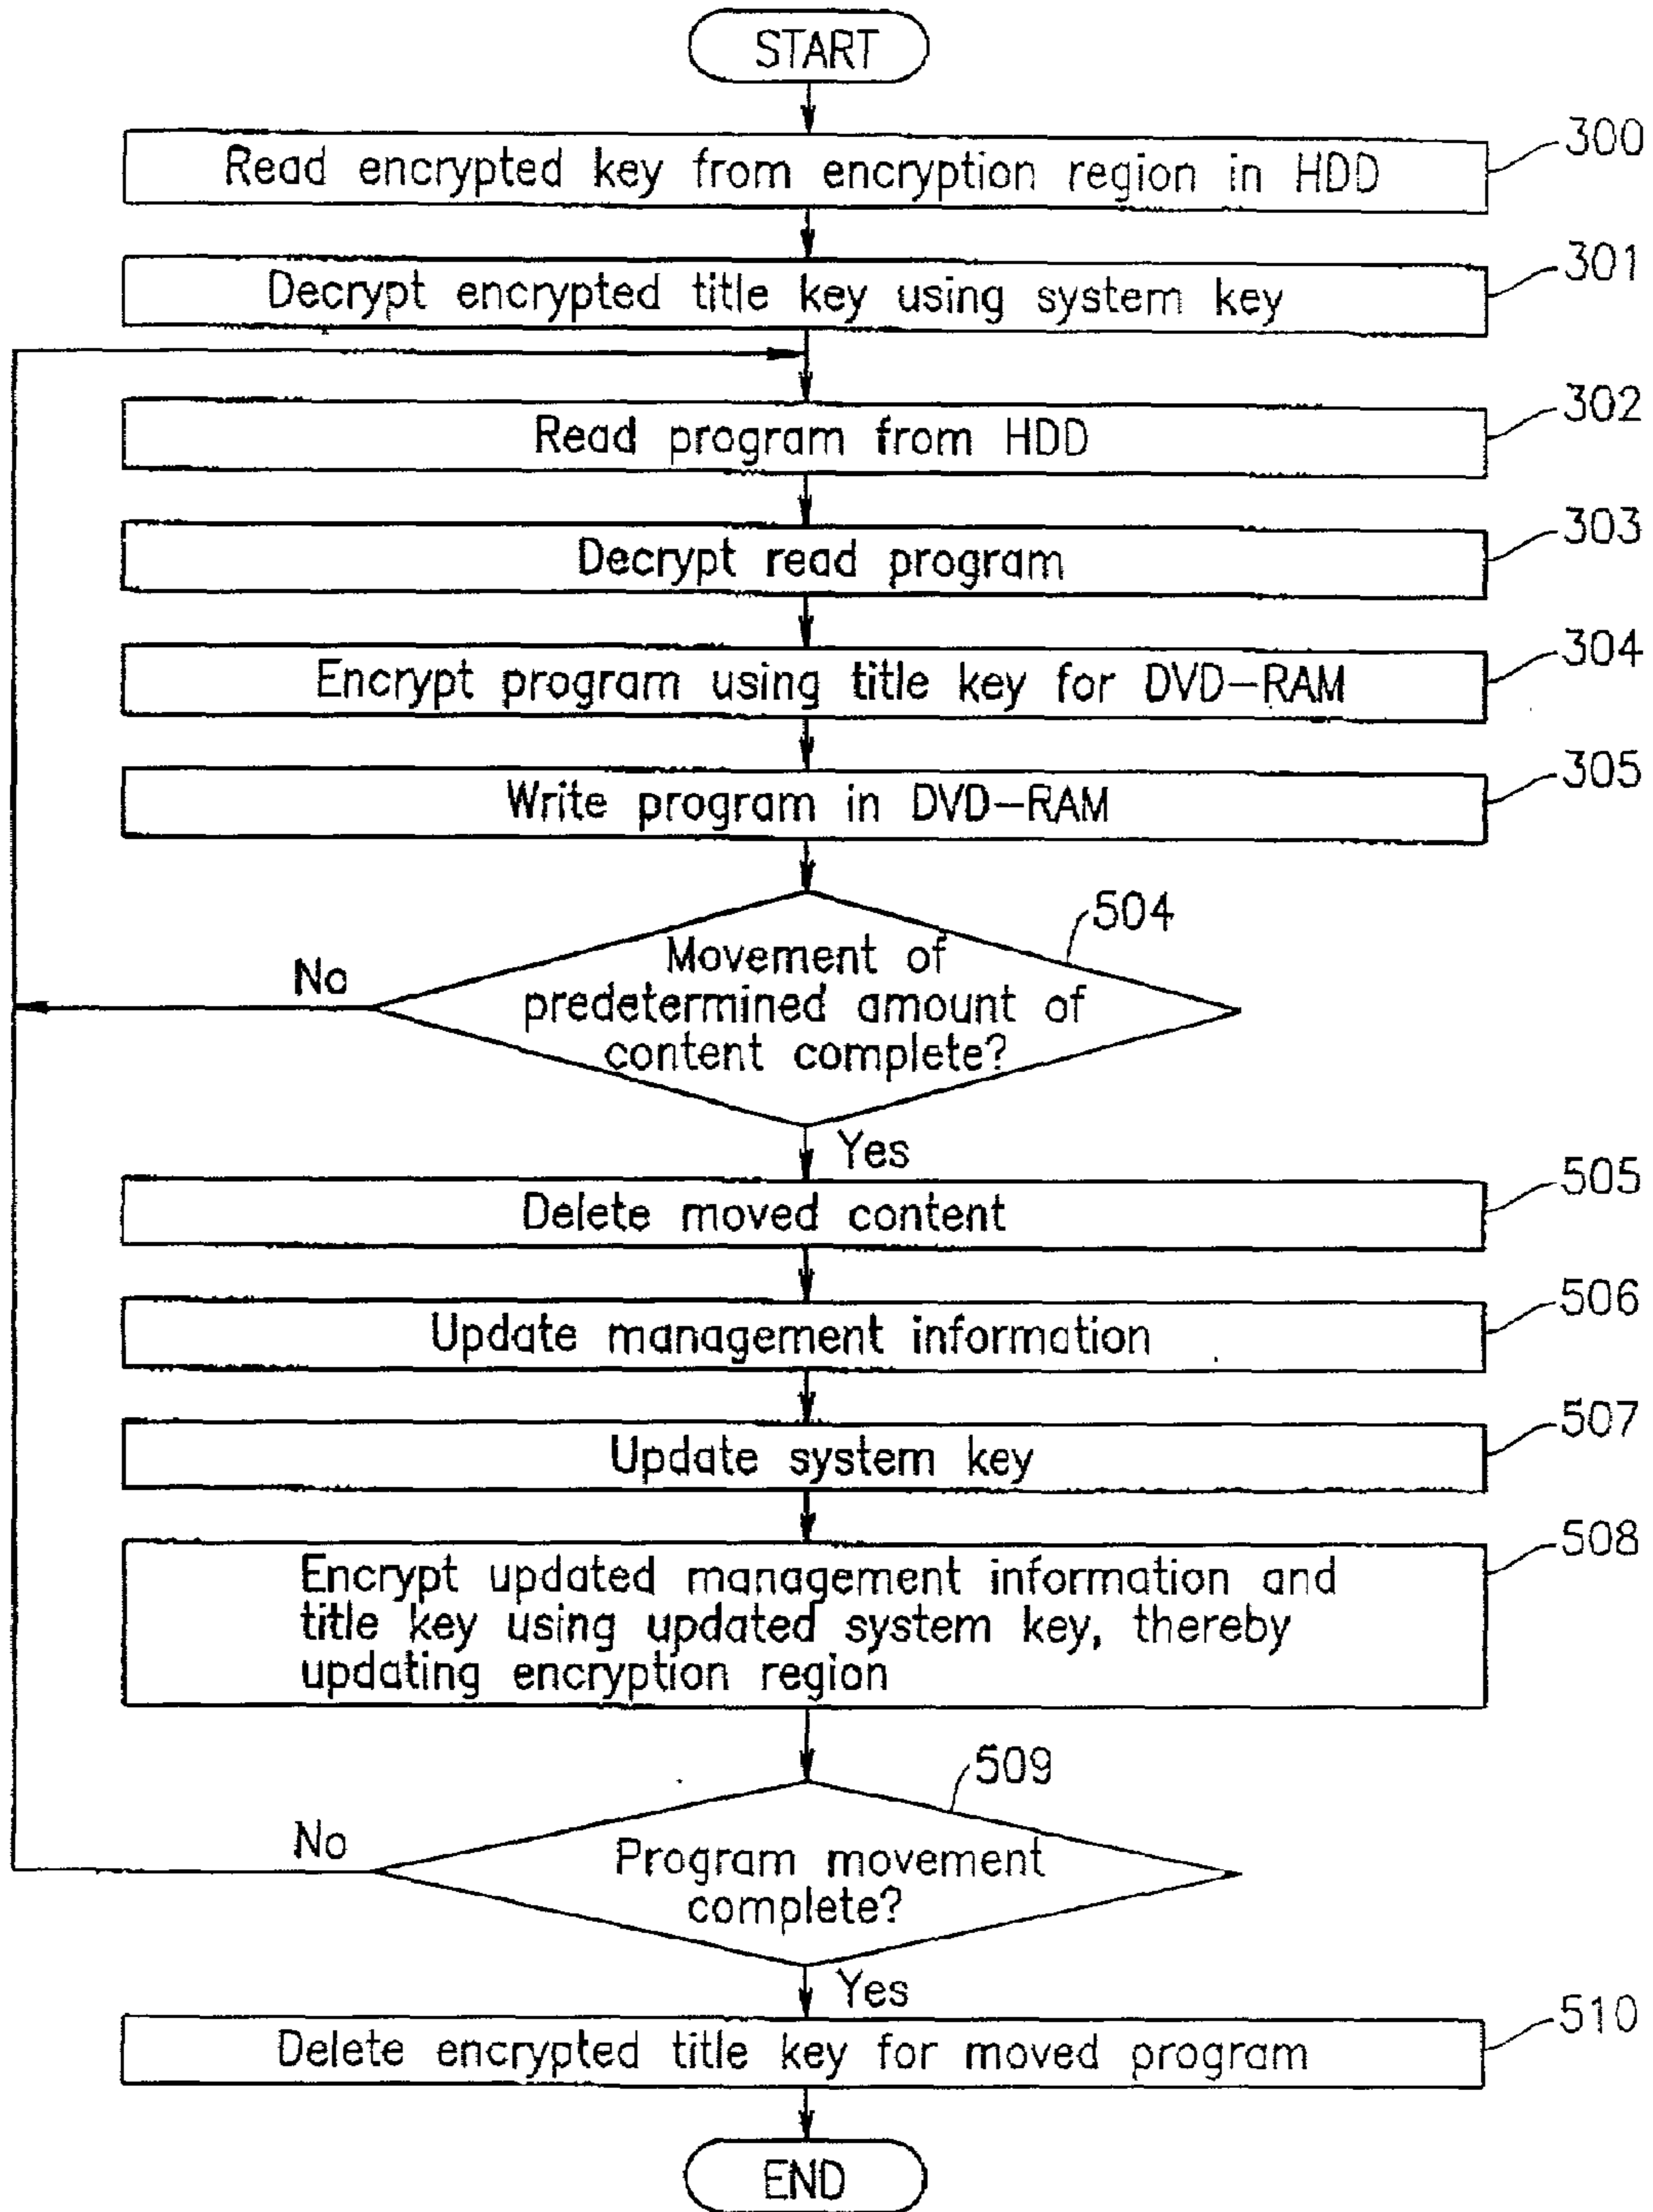 START
Read encrypted key from encryption region in HDD
300
Decrypt encrypted title key using system key
301
Read program from HDD
302
Decrypt read program
303
Encrypt program using title key for DVD-RAM
304
Write program in DVD-RAM
305
504
Movement of
predetermined amount of
content complete?
No
Yes
Delete moved content
505
Update management information
506
Update system key
507
Encrypt updated management information and
title key using updated system key, thereby
updating encryption region
508
509
Program movement
complete?
No
Yes
Delete encrypted title key for moved program
510
END